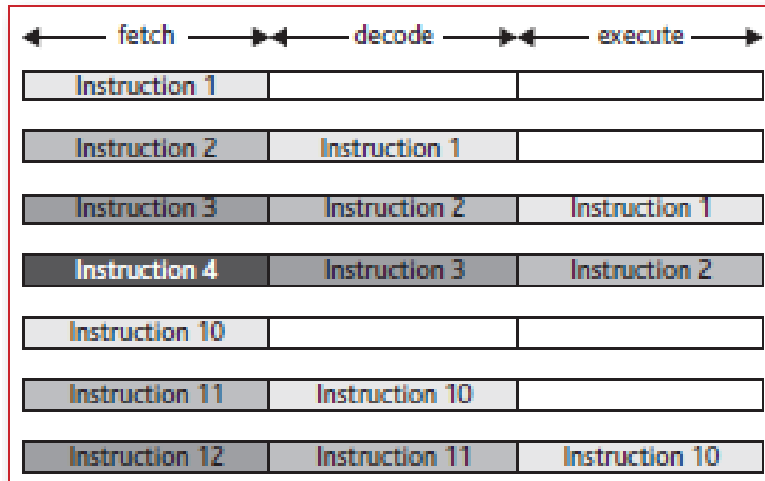 fetch decode execute
Instruction 1
Instruction 2 Instruction 1
Instruction 3 Instruction 2 Instruction 1
Instruction 4 Instruction 3 Instruction 2
Instruction 10
Instruction 11 Instruction 10
Instruction 12 Instruction 11 Instruction 10